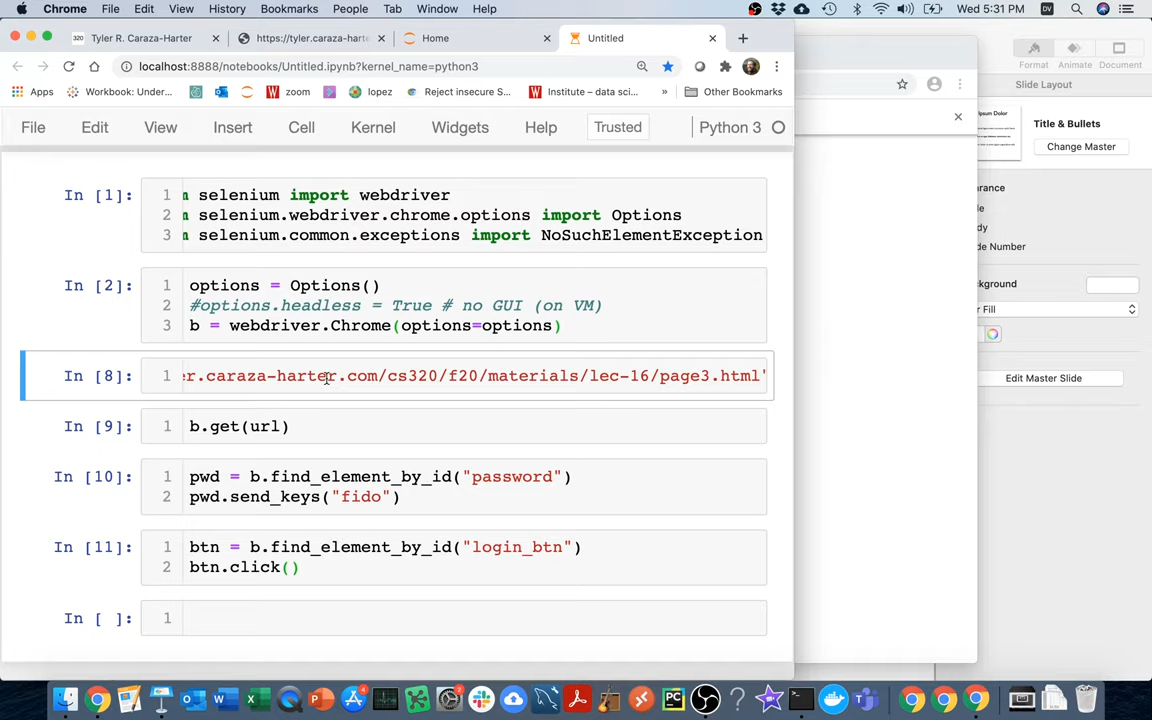 Chrome File Edit View History Bookmarks People Tab Window Help DV Wed 5:31 PM
320 Tyler R. Caraza-Harter × https://tyler.caraza-harte × Home × Untitled × +
localhost:8888/notebooks/Untitled.ipynb?kernel_name=python3
Apps Workbook: Under... zoom lopez Reject insecure S... Institute – data sci... » Other Bookmarks
File Edit View Insert Cell Kernel Widgets Help Trusted Python 3
In [1]: 1 selenium import webdriver
2 selenium.webdriver.chrome.options import Options
3 selenium.common.exceptions import NoSuchElementException
In [2]: 1 options = Options()
2 #options.headless = True # no GUI (on VM)
3 b = webdriver.Chrome(options=options)
In [8]: 1 er.caraza-harter.com/cs320/f20/materials/lec-16/page3.html"
In [9]: 1 b.get(url)
In [10]: 1 pwd = b.find_element_by_id("password")
2 pwd.send_keys("fido")
In [11]: 1 btn = b.find_element_by_id("login_btn")
2 btn.click()
In [ ]: 1
Format Animate Document
Slide Layout
Title & Bullets
Change Master
Edit Master Slide